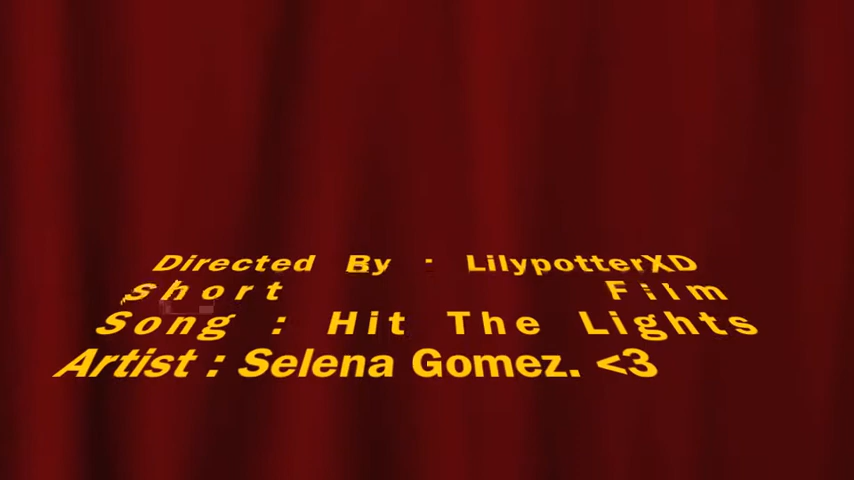 Directed By : LilypotterXD
short Film
Song : Hit The Lights
Artist : Selena Gomez. <3